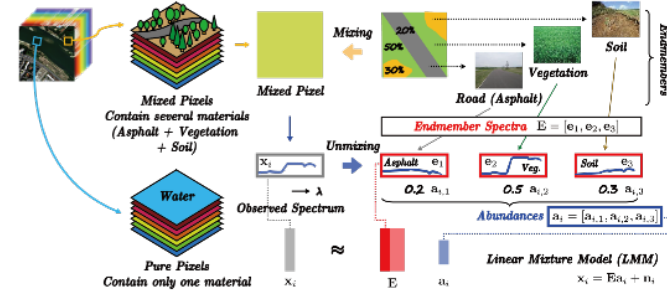 Mixed Pixels
Contain several materials
(Asphalt + Vegetation
+ Soil)
Water
Pure Pixels
Contain only one material
Mixed Pixel
Mixing
20%
50%
30%
Road (Asphalt)
Vegetation
Soil
Endmembers
Endmember Spectra E = [e₁, e₂, e₃]
Unmixing
xᵢ
λ
Observed Spectrum
Asphalt e₁
e₂ Veg.
Soil e₃
0.2 aᵢ,₁
0.5 aᵢ,₂
0.3 aᵢ,₃
Abundances aᵢ = [aᵢ,₁, aᵢ,₂, aᵢ,₃]
≈
xᵢ
E
aᵢ
Linear Mixture Model (LMM)
xᵢ = Eaᵢ + nᵢ